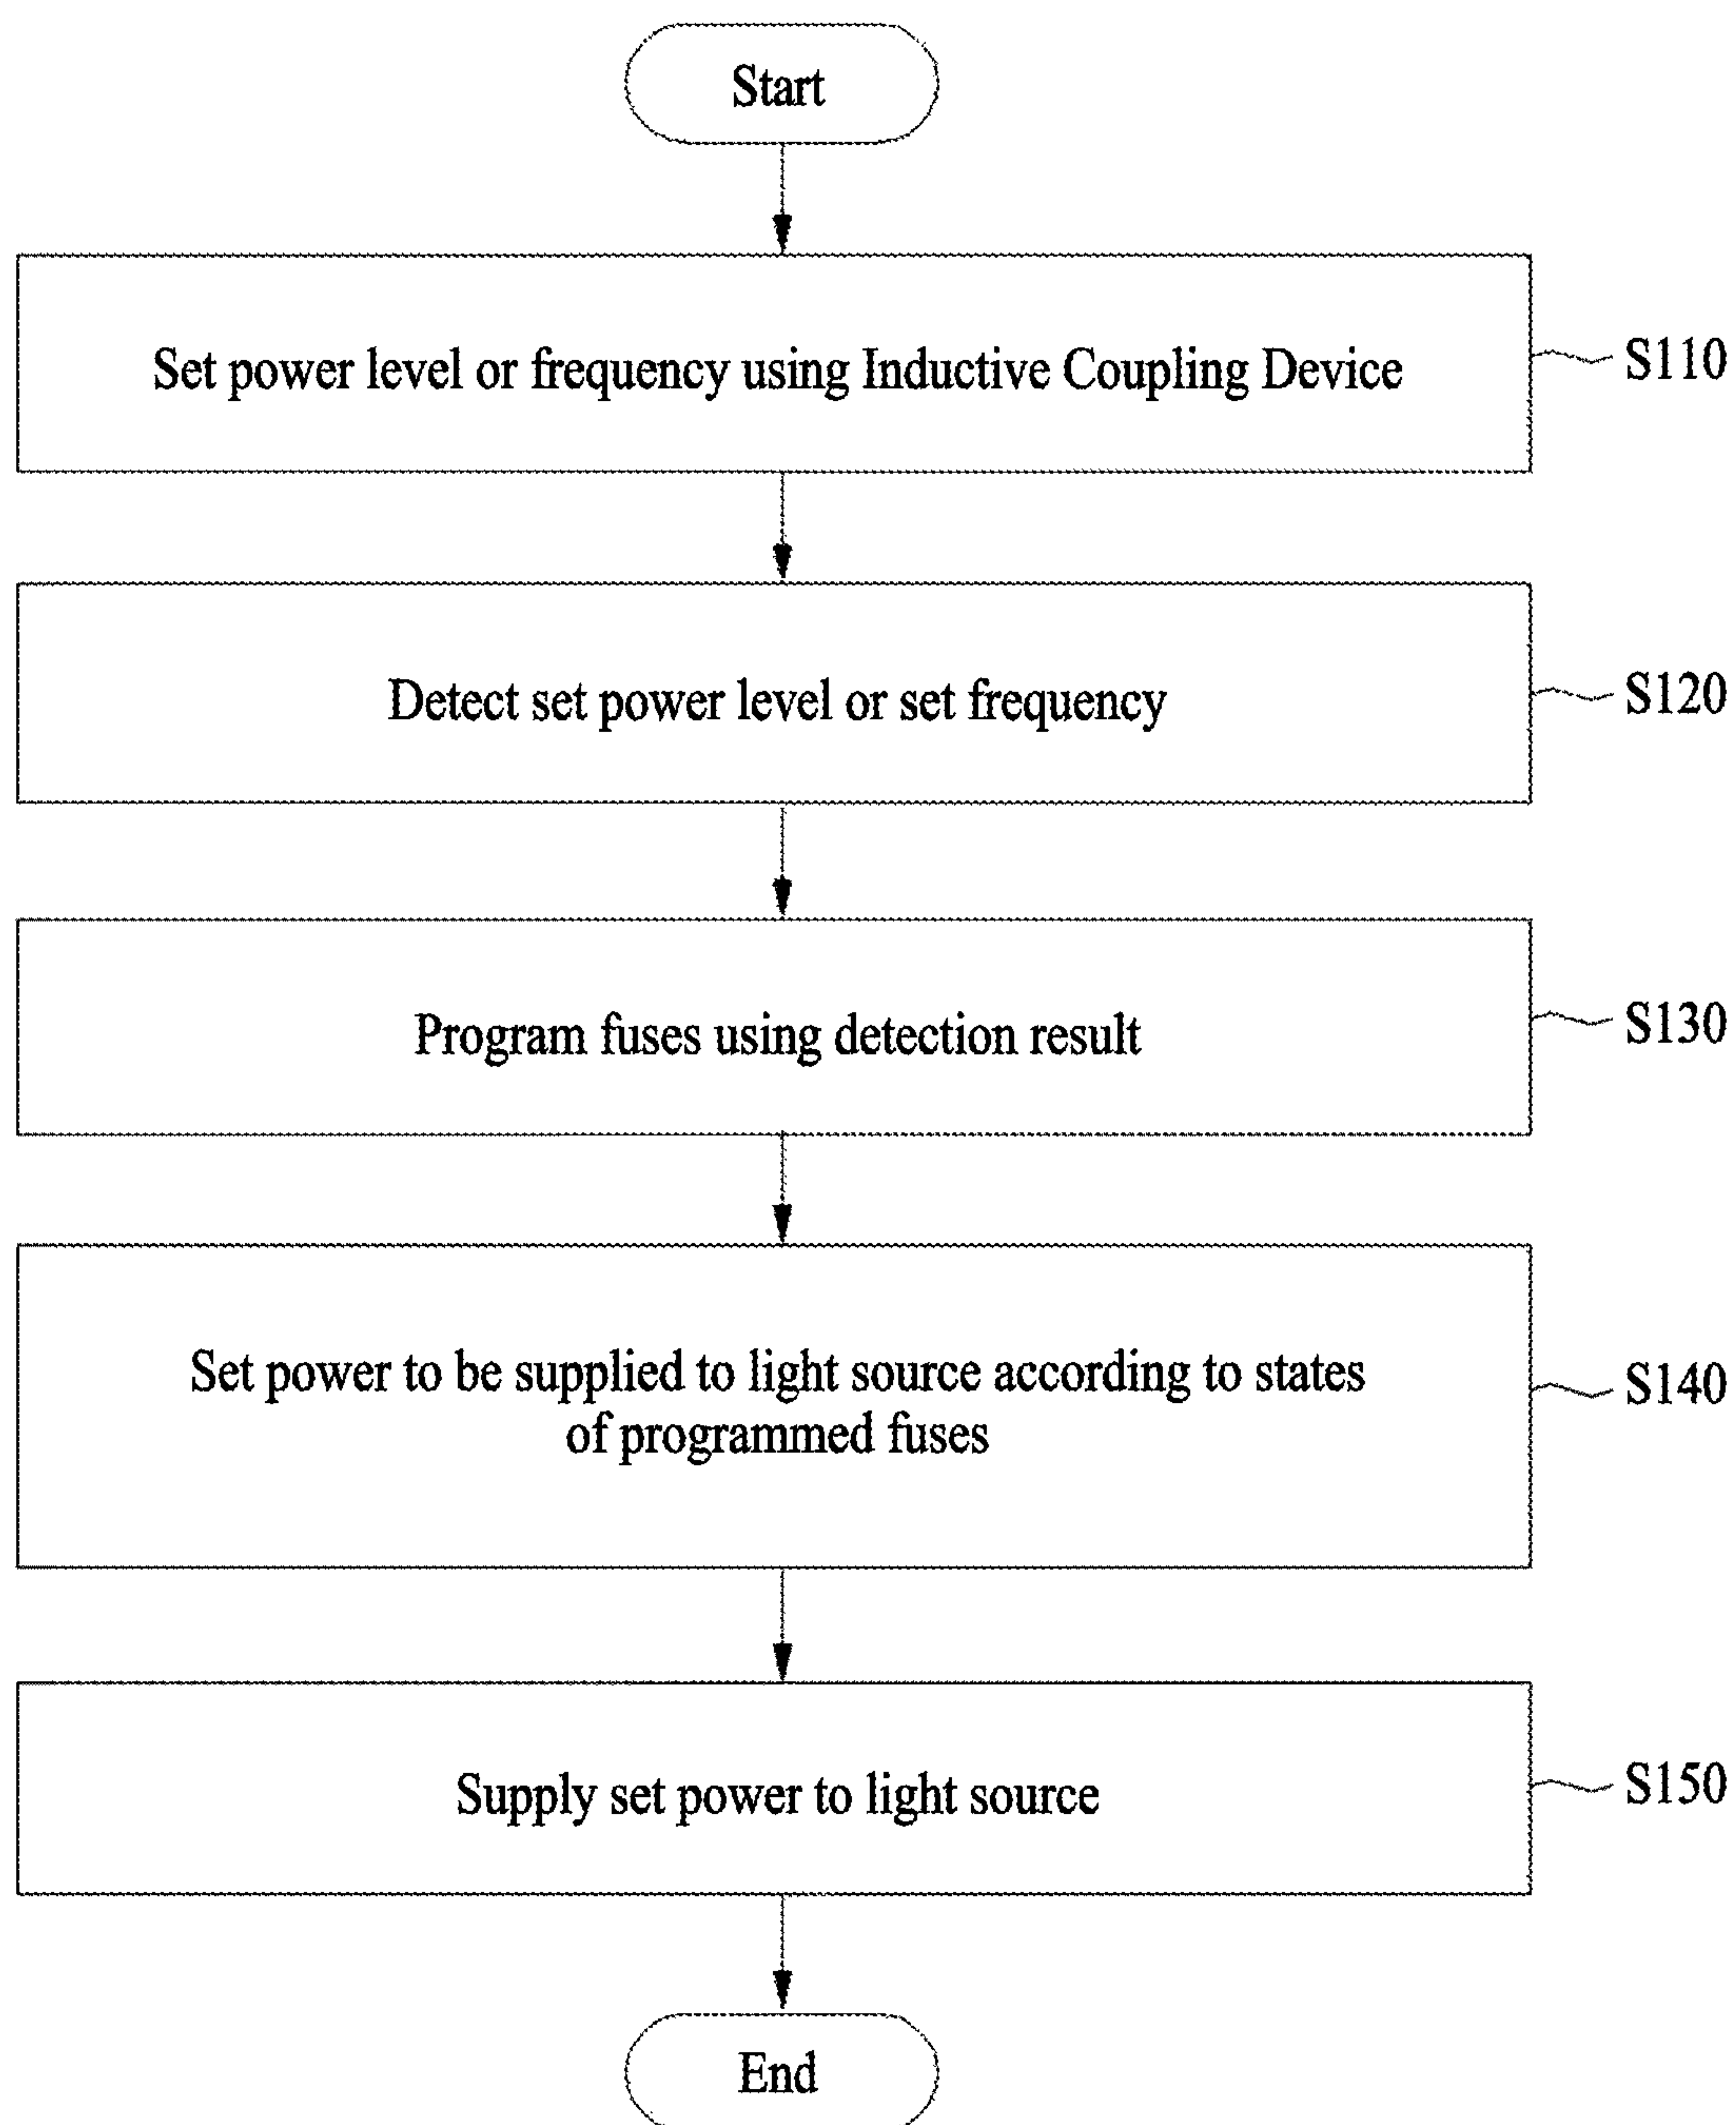 Start
Set power level or frequency using Inductive Coupling Device
S110
Detect set power level or set frequency
S120
Program fuses using detection result
S130
Set power to be supplied to light source according to states
of programmed fuses
S140
Supply set power to light source
S150
End